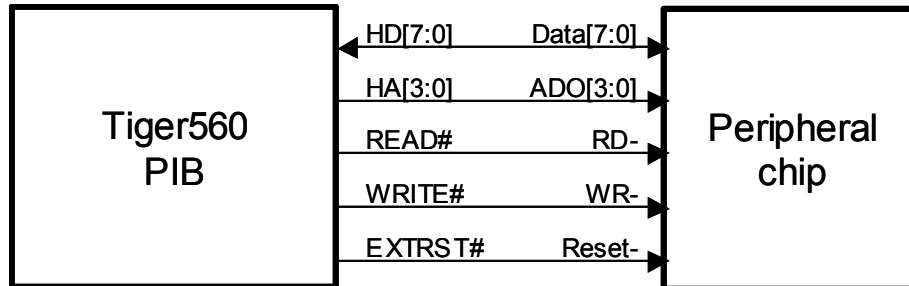 HD[7:0] Data[7:0]
HA[3:0] ADO[3:0]
Tiger560
PIB
READ# RD-
WRITE# WR-
EXTRST# Reset-
Peripheral
chip